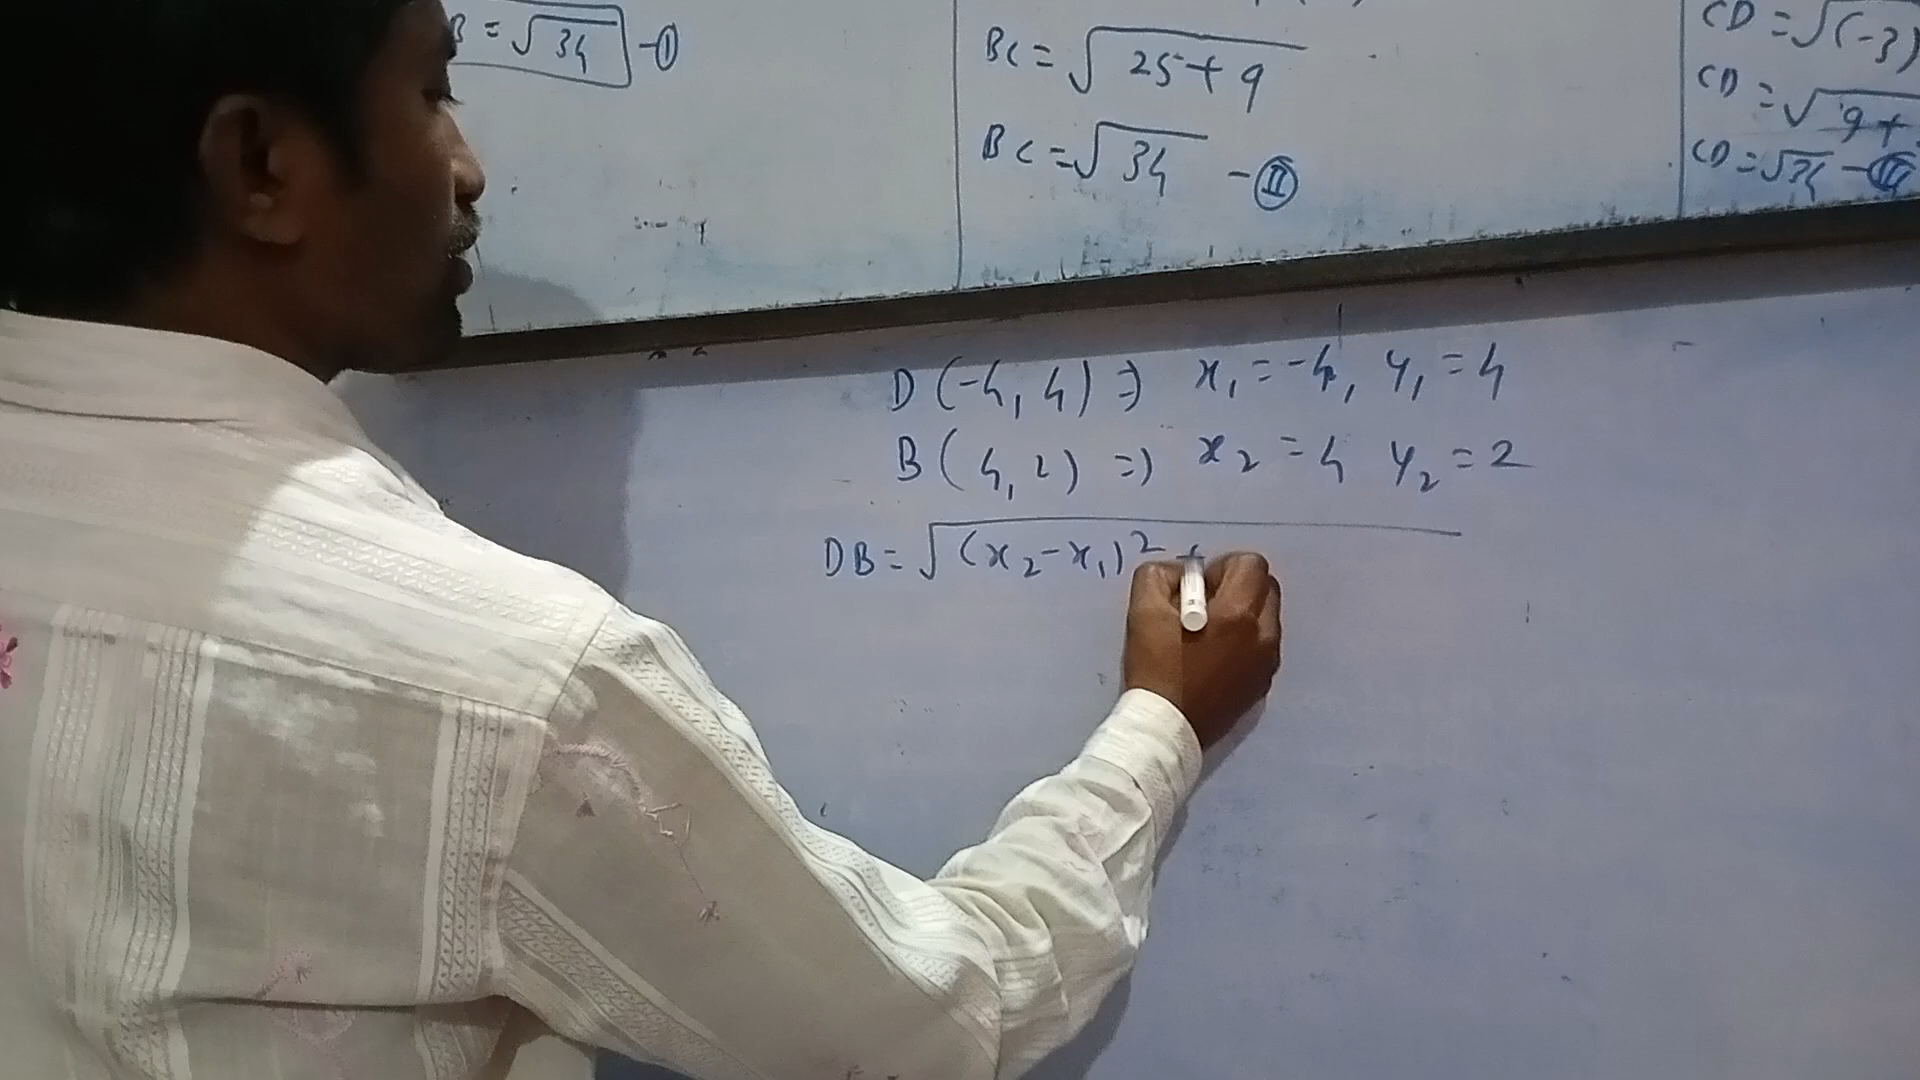 B = √34 -①
BC = √25+9
BC = √34 -Ⓘ︎Ⓘ
CD = √(-3)
CD = √9+
CD = √34 -
D(-4, 4) ⇒ x₁ = -4, y₁ = 4
B(4, 2) ⇒ x₂ = 4 y₂ = 2
DB = √(x₂-x₁)² +